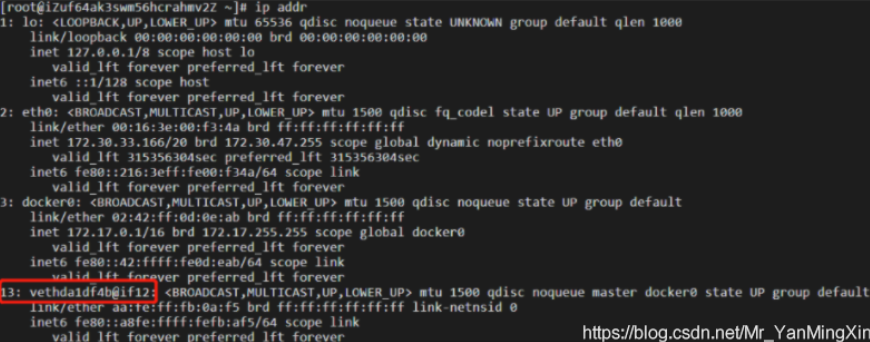 [root@iZuf64ak3swm56hcrahmv2Z ~]# ip addr
1: lo: <LOOPBACK,UP,LOWER_UP> mtu 65536 qdisc noqueue state UNKNOWN group default qlen 1000
link/loopback 00:00:00:00:00:00 brd 00:00:00:00:00:00
inet 127.0.0.1/8 scope host lo
valid_lft forever preferred_lft forever
inet6 ::1/128 scope host
valid_lft forever preferred_lft forever
2: eth0: <BROADCAST,MULTICAST,UP,LOWER_UP> mtu 1500 qdisc fq_codel state UP group default qlen 1000
link/ether 00:16:3e:00:f3:4a brd ff:ff:ff:ff:ff:ff
inet 172.30.33.166/20 brd 172.30.47.255 scope global dynamic noprefixroute eth0
valid_lft 315356304sec preferred_lft 315356304sec
inet6 fe80::216:3eff:fe00:f34a/64 scope link
valid_lft forever preferred_lft forever
3: docker0: <BROADCAST,MULTICAST,UP,LOWER_UP> mtu 1500 qdisc noqueue state UP group default
link/ether 02:42:ff:0d:0e:ab brd ff:ff:ff:ff:ff:ff
inet 172.17.0.1/16 brd 172.17.255.255 scope global docker0
valid_lft forever preferred_lft forever
inet6 fe80::42:ffff:fe0d:eab/64 scope link
valid_lft forever preferred_lft forever
13: vethda1df4b@if12: <BROADCAST,MULTICAST,UP,LOWER_UP> mtu 1500 qdisc noqueue master docker0 state UP group default
link/ether aa:fe:ff:fb:0a:f5 brd ff:ff:ff:ff:ff:ff link-netnsid 0
inet6 fe80::a8fe:ffff:fefb:af5/64 scope link
valid_lft forever preferred_lft forever
https://blog.csdn.net/Mr_YanMingXin